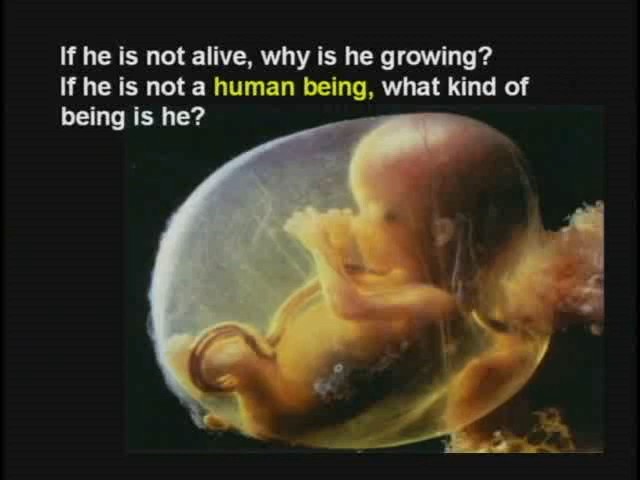 If he is not alive, why is he growing?
If he is not a human being, what kind of
being is he?